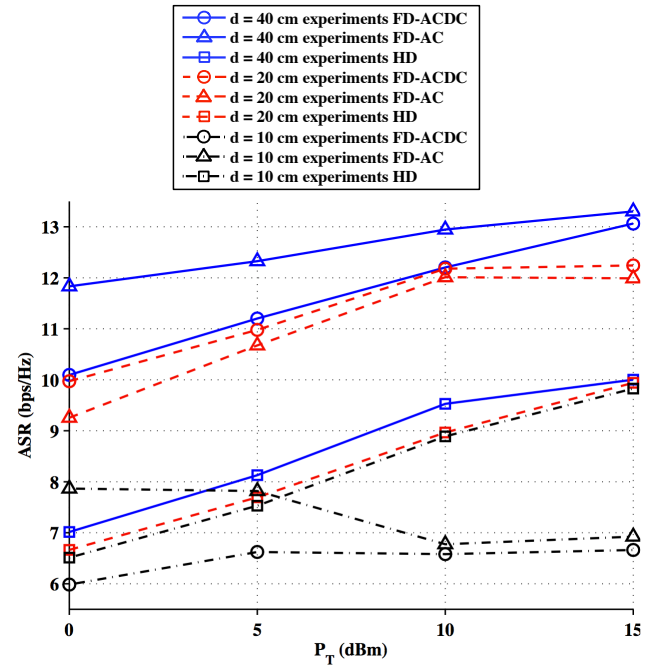 d = 40 cm experiments FD-ACDC
d = 40 cm experiments FD-AC
d = 40 cm experiments HD
d = 20 cm experiments FD-ACDC
d = 20 cm experiments FD-AC
d = 20 cm experiments HD
d = 10 cm experiments FD-ACDC
d = 10 cm experiments FD-AC
d = 10 cm experiments HD
13
12
11
10
9
8
7
6
ASR (bps/Hz)
0 5 10 15
P_T (dBm)